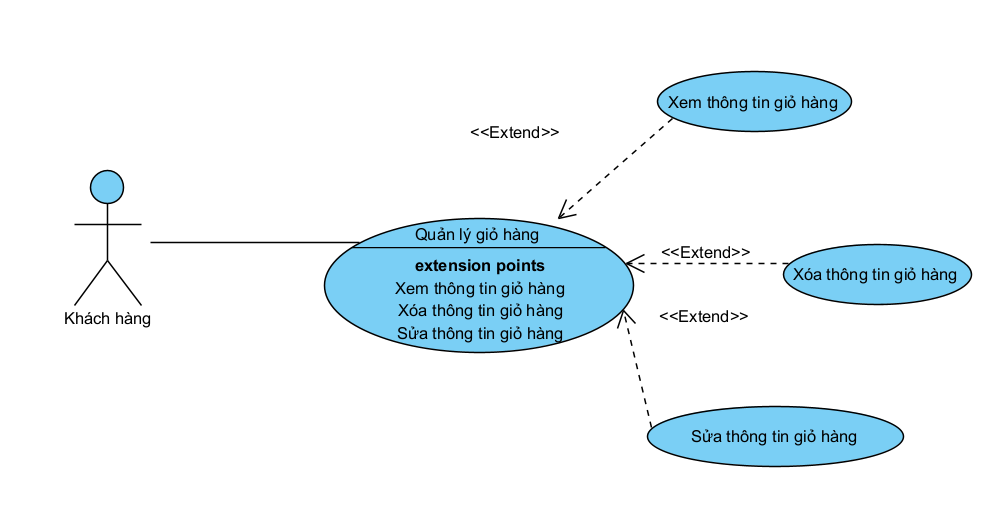 Xem thông tin giỏ hàng
<<Extend>>
Quản lý giỏ hàng
extension points
Xem thông tin giỏ hàng
Xóa thông tin giỏ hàng
Sửa thông tin giỏ hàng
<<Extend>>
Xóa thông tin giỏ hàng
<<Extend>>
Khách hàng
Sửa thông tin giỏ hàng